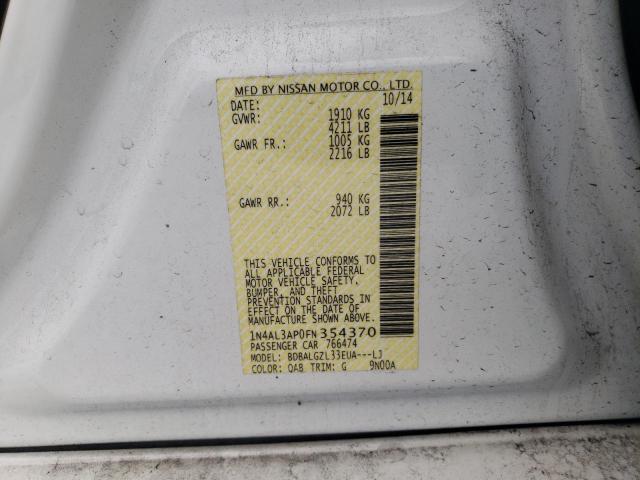 MFD BY NISSAN MOTOR CO., LTD.
DATE: 10/14
GVWR: 1910 KG
4211 LB
GAWR FR.: 1005 KG
2216 LB
GAWR RR.: 940 KG
2072 LB
THIS VEHICLE CONFORMS TO
ALL APPLICABLE FEDERAL
MOTOR VEHICLE SAFETY,
BUMPER, AND THEFT
PREVENTION STANDARDS IN
EFFECT ON THE DATE OF
MANUFACTURE SHOWN ABOVE.
1N4AL3AP0FN354370
PASSENGER CAR 766474
MODEL: BDBALGZL33EUA---LJ
COLOR: QAB TRIM: G 9N00A